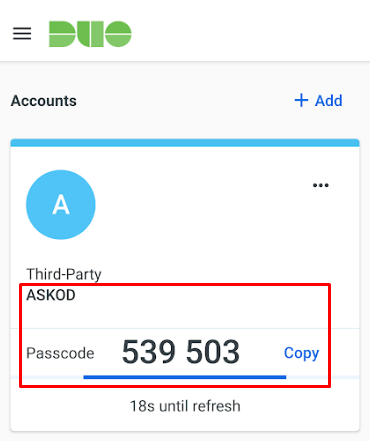 DUO
Accounts
+ Add
A
Third-Party
ASKOD
Passcode 539 503 Copy
18s until refresh